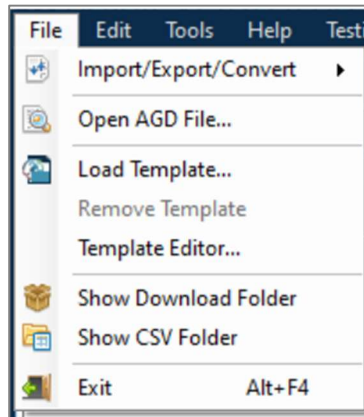 File Edit Tools Help Testi
Import/Export/Convert
Open AGD File...
Load Template...
Remove Template
Template Editor...
Show Download Folder
Show CSV Folder
Exit Alt+F4